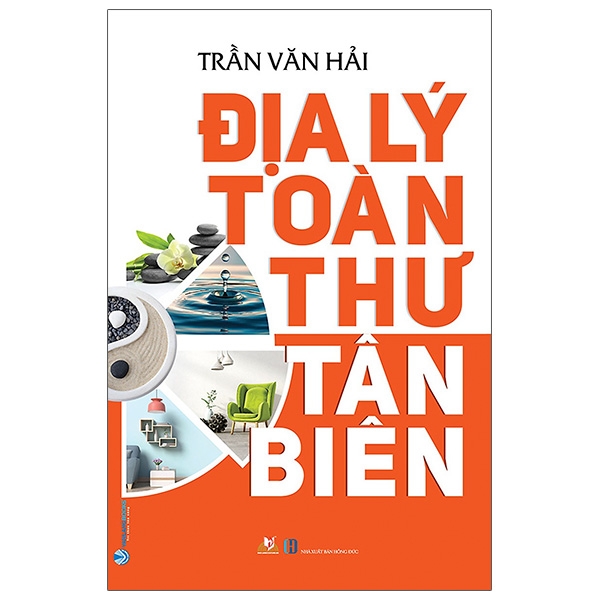 TRẦN VĂN HẢI
ĐỊA LÝ
TOÀN
THƯ
TÂN
BIÊN
NHÀ XUẤT BẢN HỒNG ĐỨC